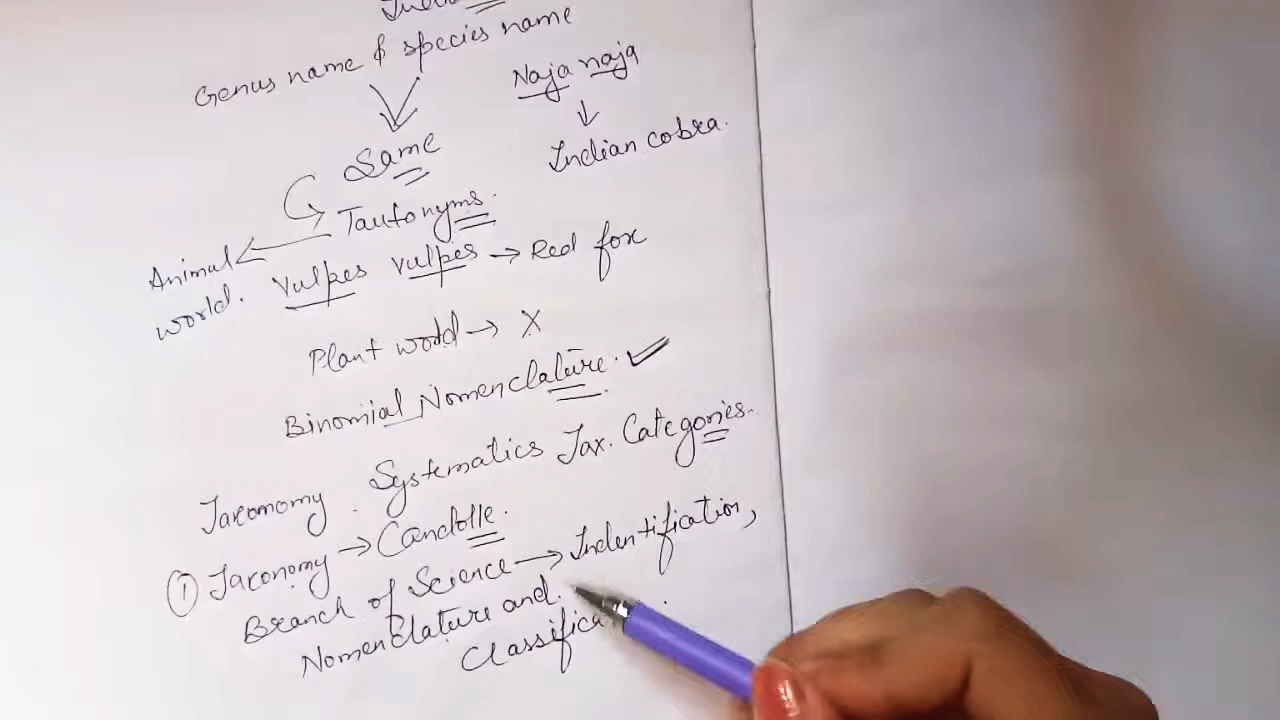 Genus name & species name
Naja naja
Same
Indian cobra.
Tautonyms.
Animal world.
Vulpes vulpes → Red fox
Plant world → X
Binomial Nomenclature. ✓
Taxonomy. Systematics Tax. Categories.
① Taxonomy → Candolle.
Branch of Science → Indentification,
Nomenclature and.